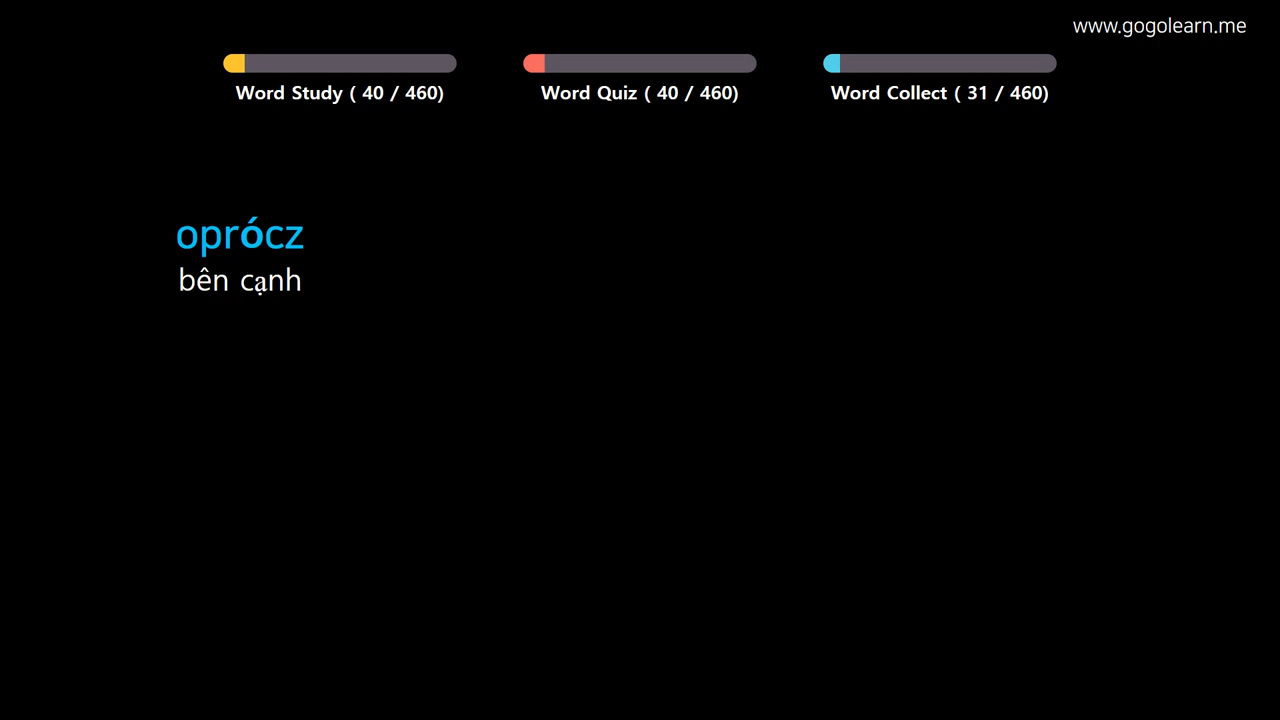 www.gogolearn.me
Word Study ( 40 / 460)
Word Quiz ( 40 / 460)
Word Collect ( 31 / 460)
oprócz
bên cạnh